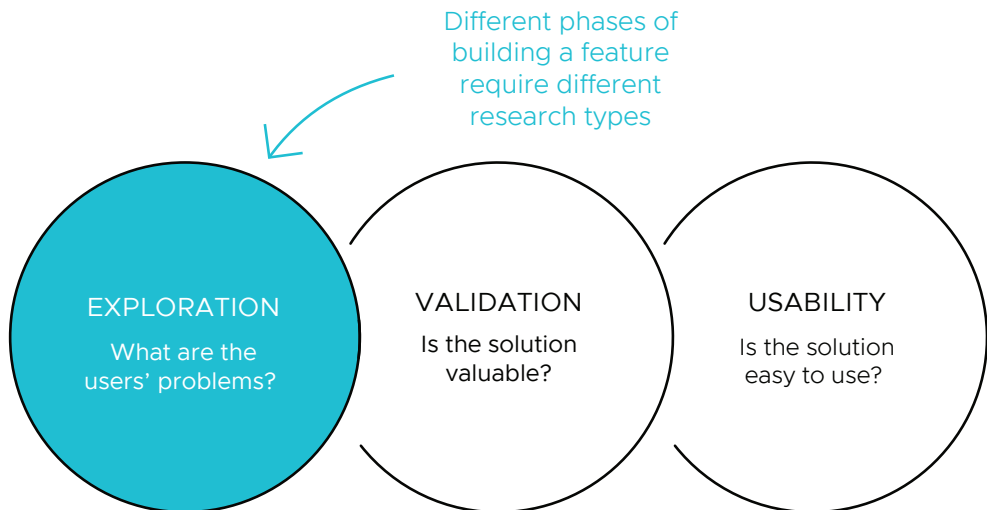 Different phases of
building a feature
require different
research types
EXPLORATION
What are the
users’ problems?
VALIDATION
Is the solution
valuable?
USABILITY
Is the solution
easy to use?